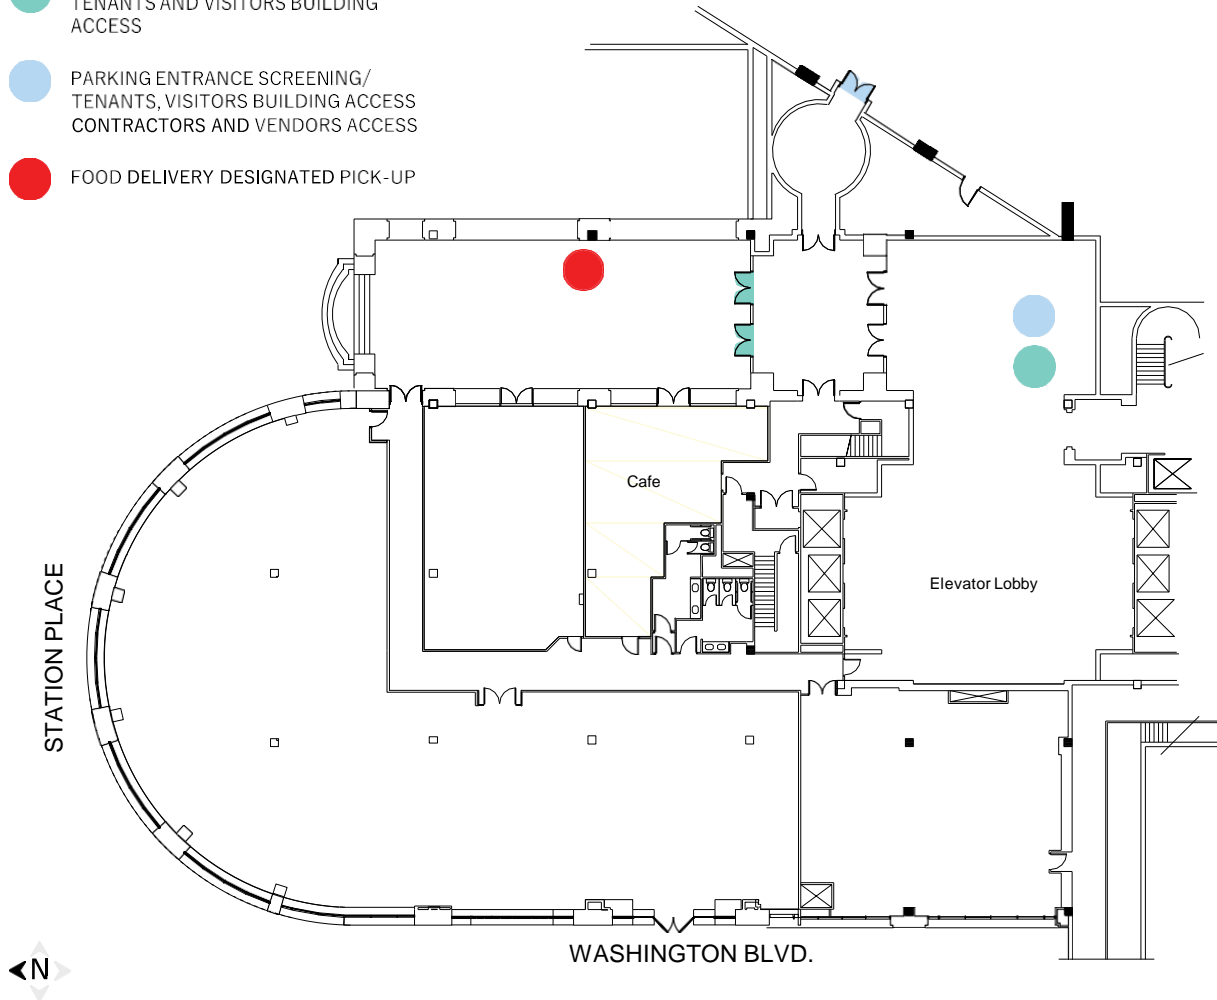 TENANTS AND VISITORS BUILDING
ACCESS
PARKING ENTRANCE SCREENING/
TENANTS, VISITORS BUILDING ACCESS
CONTRACTORS AND VENDORS ACCESS
FOOD DELIVERY DESIGNATED PICK-UP
Cafe
Elevator Lobby
STATION PLACE
WASHINGTON BLVD.
N